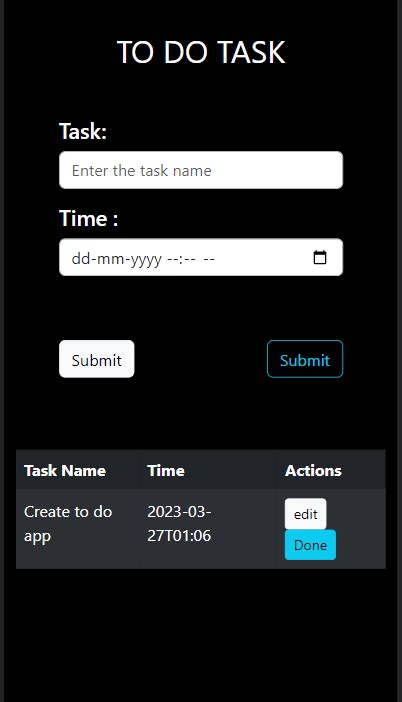 TO DO TASK
Task:
Enter the task name
Time :
dd-mm-yyyy --:-- --
Submit Submit
Task Name Time Actions
Create to do 2023-03- edit
app 27T01:06 Done